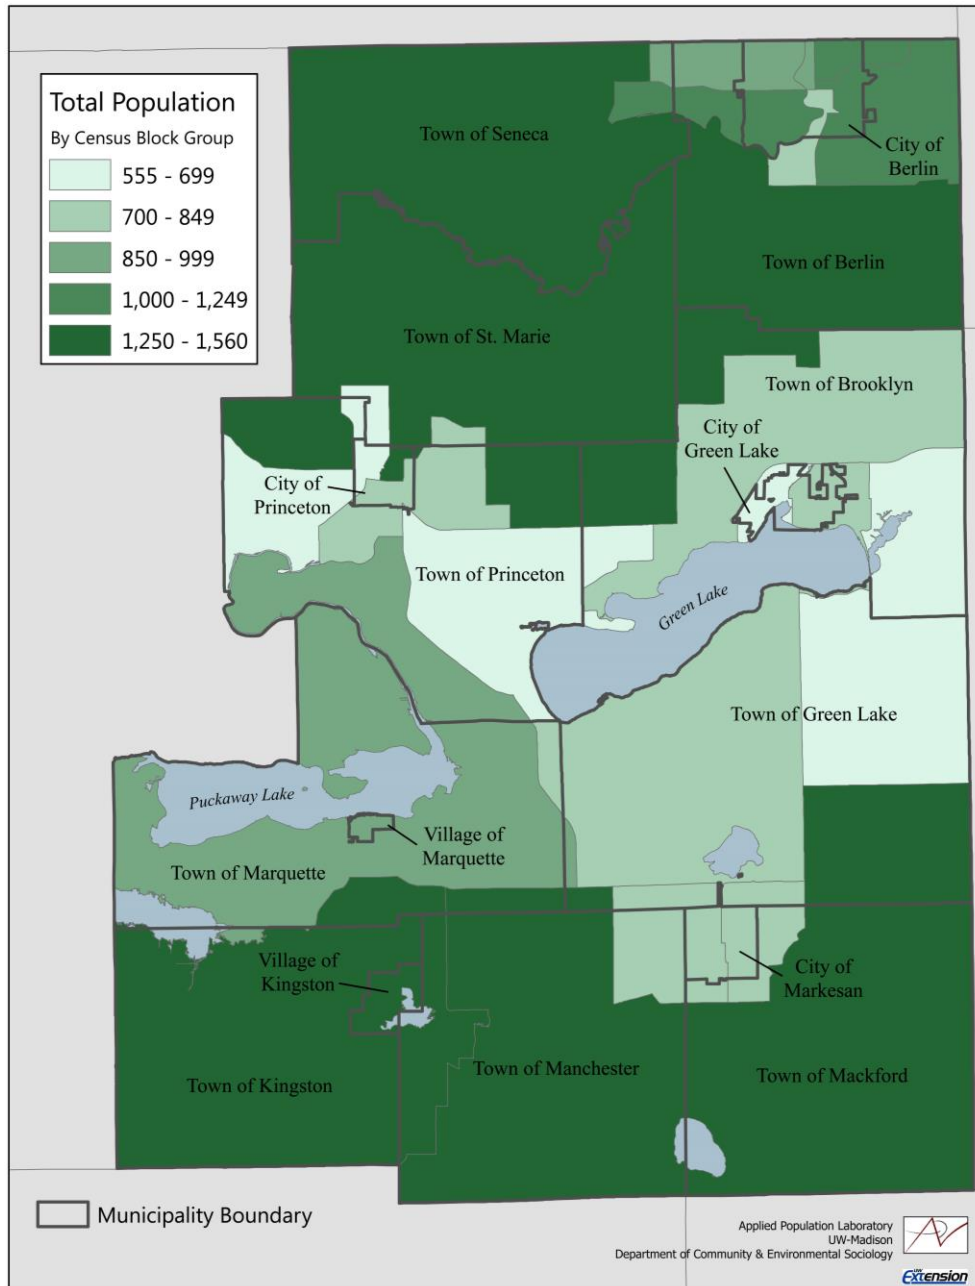 Total Population
By Census Block Group
555 - 699
700 - 849
850 - 999
1,000 - 1,249
1,250 - 1,560
Town of Seneca
City of
Berlin
Town of Berlin
Town of St. Marie
Town of Brooklyn
City of
Green Lake
City of
Princeton
Town of Princeton
Green Lake
Town of Green Lake
Puckaway Lake
Village of
Marquette
Town of Marquette
Village of
Kingston
City of
Markesan
Town of Kingston
Town of Manchester
Town of Mackford
Municipality Boundary
Applied Population Laboratory
UW-Madison
Department of Community & Environmental Sociology
UW
Extension